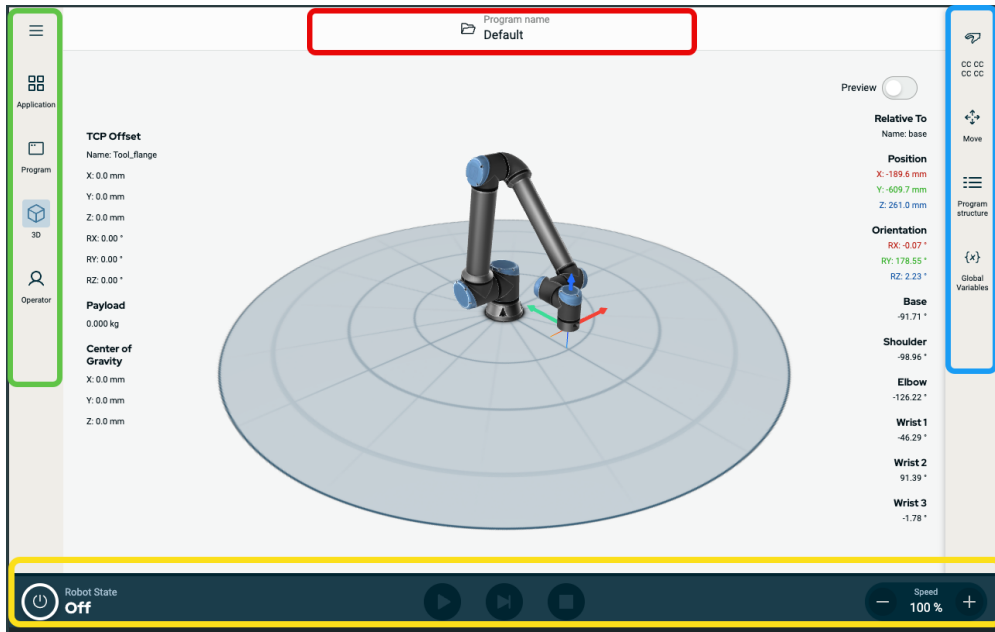 Program name
Default
Application
Program
3D
Operator
TCP Offset
Name: Tool_flange
X: 0.0 mm
Y: 0.0 mm
Z: 0.0 mm
RX: 0.00 °
RY: 0.00 °
RZ: 0.00 °
Payload
0.000 kg
Center of
Gravity
X: 0.0 mm
Y: 0.0 mm
Z: 0.0 mm
Preview
Relative To
Name: base
Position
X: -189.6 mm
Y: -609.7 mm
Z: 261.0 mm
Orientation
RX: -0.07 °
RY: 178.55 °
RZ: 2.23 °
Base
-91.71 °
Shoulder
-98.96 °
Elbow
-126.22 °
Wrist 1
-46.29 °
Wrist 2
91.39 °
Wrist 3
-1.78 °
CC CC
CC CC
Move
Program
structure
{x}
Global
Variables
Robot State
Off
Speed
100 %